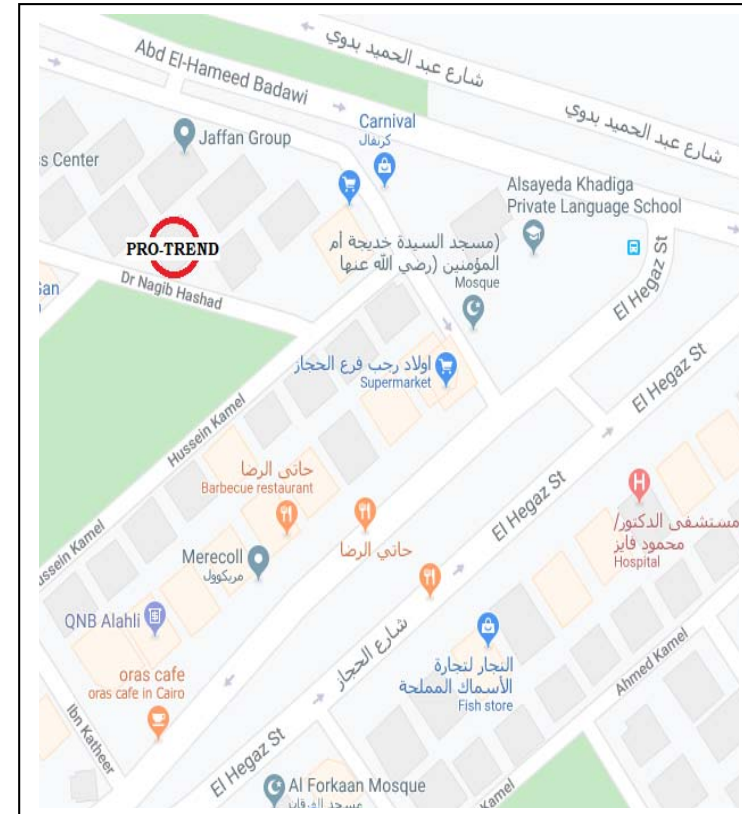 شارع عبد الحميد بدوي
Abd El-Hameed Badawi
شارع عبد الحميد بدوي
Carnival
كرنفال
Jaffan Group
s Center
Alsayeda Khadiga
Private Language School
PRO-TREND
(مسجد السيدة خديجة أم
المؤمنين (رضي الله عنها
Mosque
El Hegaz St
Dr Nagib Hashad
san
اولاد رجب فرع الحجاز
Supermarket
El Hegaz St
Hussein Kamel
حاتى الرضا
Barbecue restaurant
El Hegaz St
H
مستشفى الدكتور/
محمود فايز
Hospital
حاتي الرضا
ussein Kamel
Merecoll
مريكوول
QNB Alahli
شارع الحجاز
النجار لتجارة
الأسماك المملحة
Fish store
Ahmed Kamel
oras cafe
oras cafe in Cairo
Ibn Katheer
El Hegaz St
Al Forkaan Mosque
مسجد الفرقان
Kamel